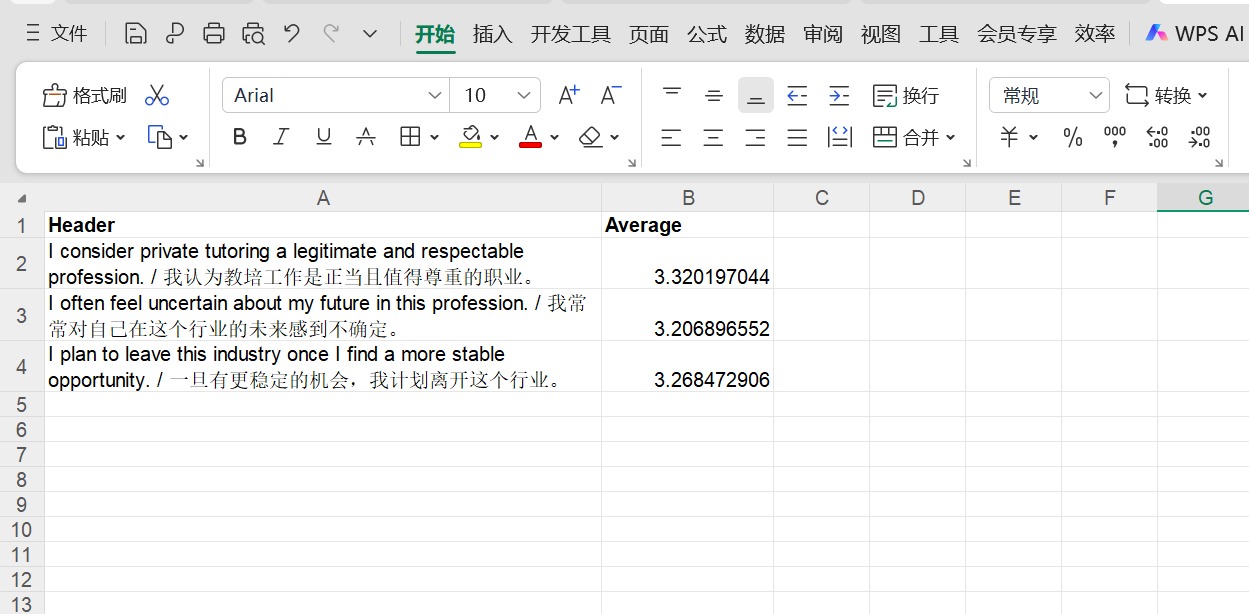 三 文件 开始 插入 开发工具 页面 公式 数据 审阅 视图 工具 会员专享 效率 WPS AI
格式刷 Arial 10 A+ A- 换行 常规 转换
粘贴 B I U A A 合并 ￥ % 000 , .00 .0 .00 .0
A B C D E F G
1 Header Average
2 I consider private tutoring a legitimate and respectable
profession. / 我认为教培工作是正当且值得尊重的职业。 3.320197044
3 I often feel uncertain about my future in this profession. / 我常
常对自己在这个行业的未来感到不确定。 3.206896552
4 I plan to leave this industry once I find a more stable
opportunity. / 一旦有更稳定的机会，我计划离开这个行业。 3.268472906
5
6
7
8
9
10
11
12
13